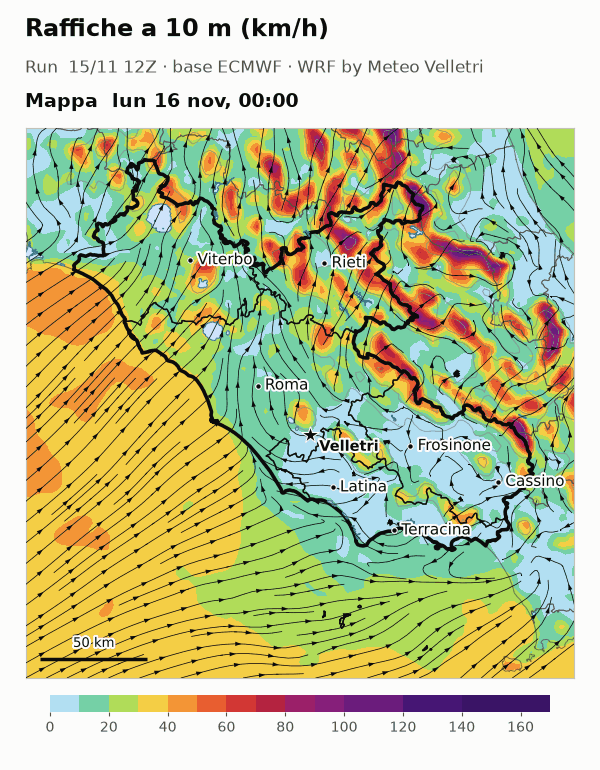 Raffiche a 10 m (km/h)
Run  15/11 12Z · base ECMWF · WRF by Meteo Velletri
Mappa  lun 16 nov, 00:00
Viterbo
Rieti
Roma
Velletri
Frosinone
Latina
Cassino
Terracina
50 km
0 20 40 60 80 100 120 140 160